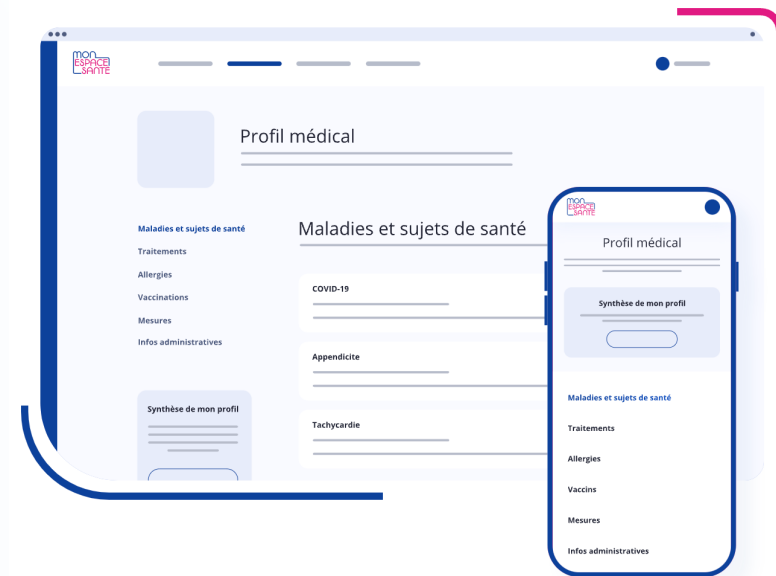 MON
ESPACE
SANTÉ
Profil médical
Maladies et sujets de santé
Traitements
Allergies
Vaccinations
Mesures
Infos administratives
Synthèse de mon profil
Maladies et sujets de santé
COVID-19
Appendicite
Tachycardie
MON
ESPACE
SANTÉ
Profil médical
Synthèse de mon profil
Maladies et sujets de santé
Traitements
Allergies
Vaccins
Mesures
Infos administratives